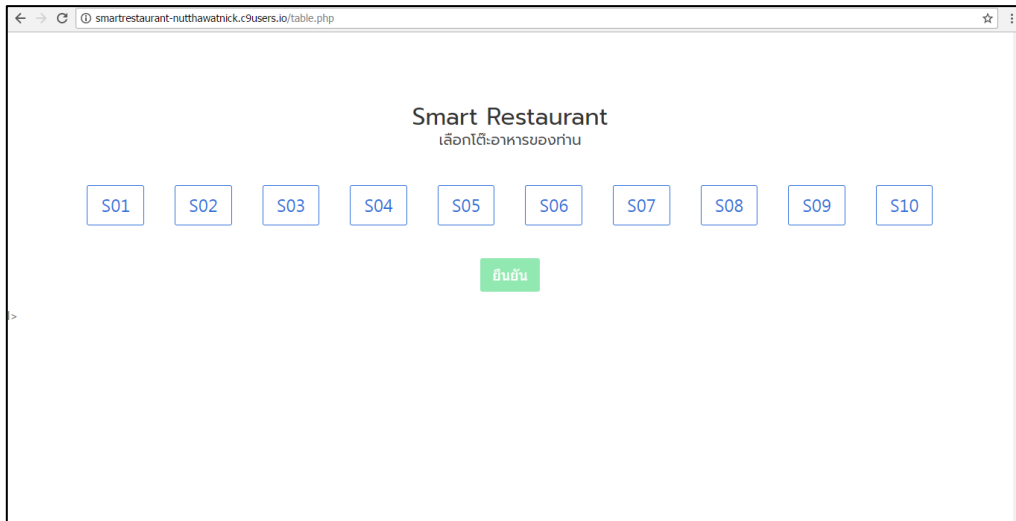 smartrestaurant-nutthawatnick.c9users.io/table.php
Smart Restaurant
เลือกโต๊ะอาหารของท่าน
S01 S02 S03 S04 S05 S06 S07 S08 S09 S10
ยืนยัน
l>